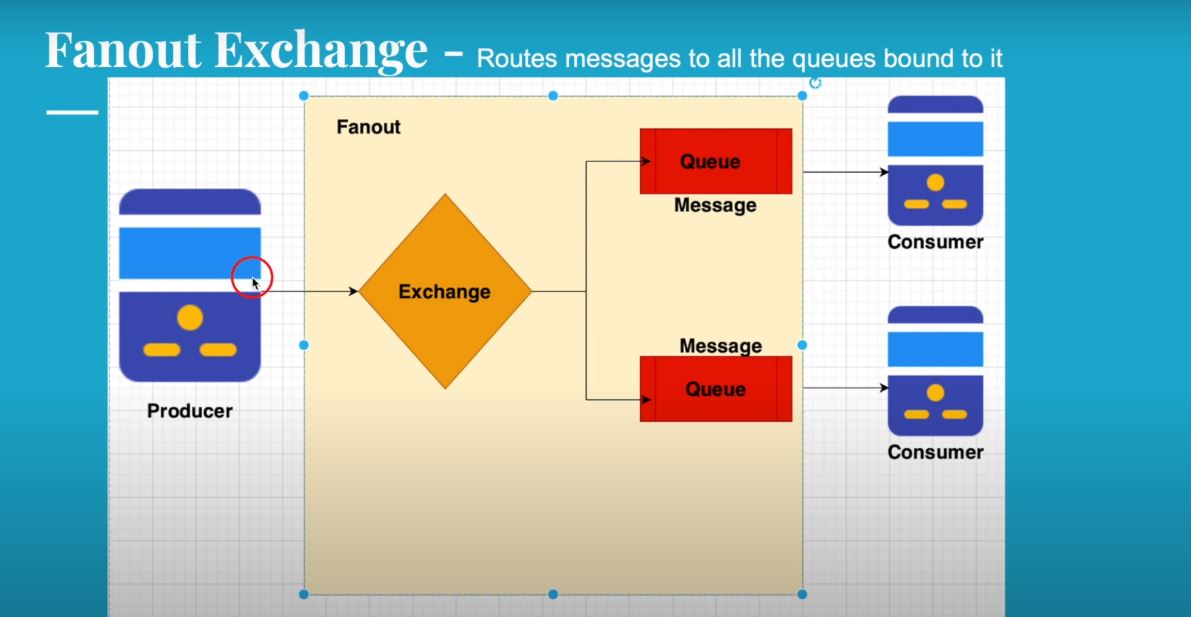 Fanout Exchange - Routes messages to all the queues bound to it
Fanout
Queue
Message
Exchange
Message
Queue
Producer
Consumer
Consumer